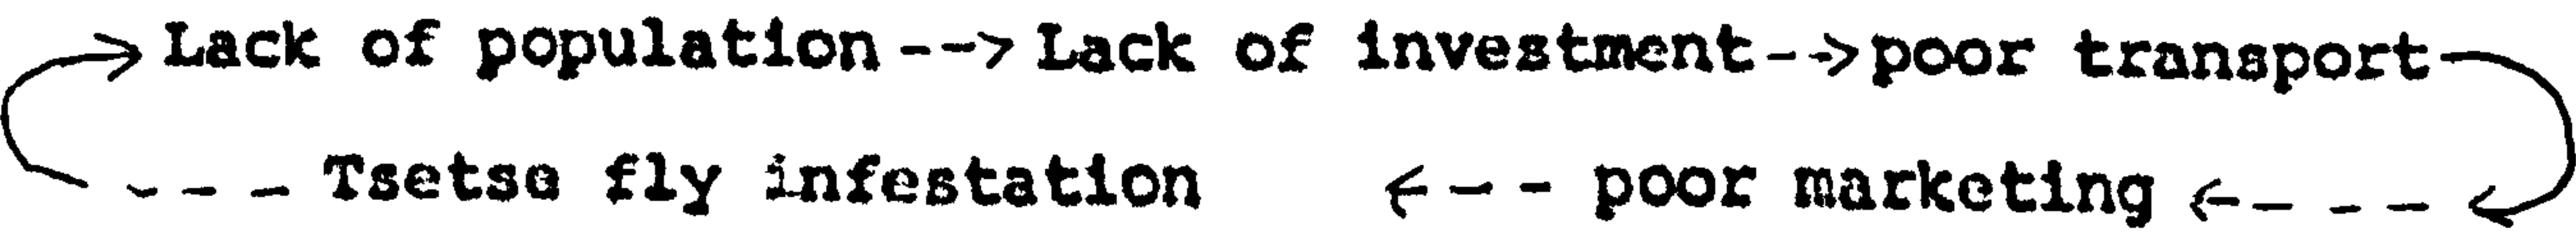 Lack of population --> Lack of investment --> poor transport
Tsetse fly infestation <-- poor marketing <----